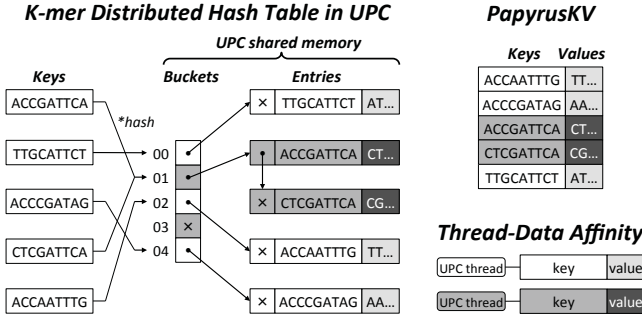 K-mer Distributed Hash Table in UPC
UPC shared memory
Keys
Buckets
Entries
*hash
ACCGATTCA
TTGCATTCT
ACCCGATAG
CTCGATTCA
ACCAATTTG
00
01
02
03
04
×
× TTGCATTCT AT...
ACCGATTCA CT...
× CTCGATTCA CG...
× ACCAATTTG TT...
× ACCCGATAG AA...
PapyrusKV
Keys Values
ACCAATTTG TT...
ACCCGATAG AA...
ACCGATTCA CT...
CTCGATTCA CG...
TTGCATTCT AT...
Thread-Data Affinity
UPC thread key value
UPC thread key value